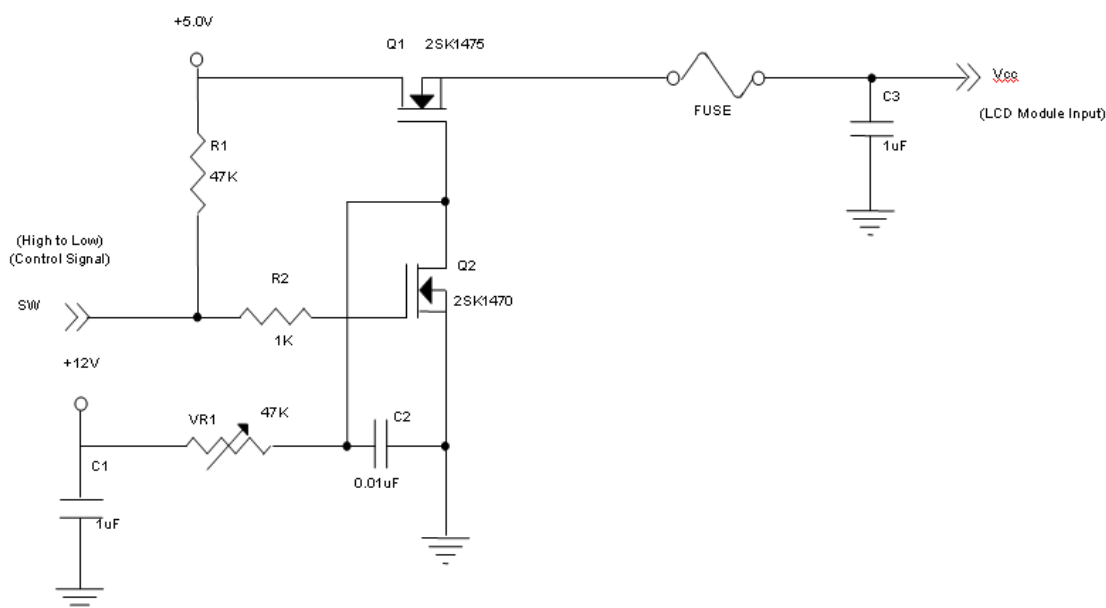 +5.0V
Q1 2SK1475
Vcc
FUSE
C3
(LCD Module Input)
R1
47K
1uF
(High to Low)
(Control Signal)
R2
Q2
SW
2SK1470
1K
+12V
VR1
47K
C2
C1
0.01uF
1uF